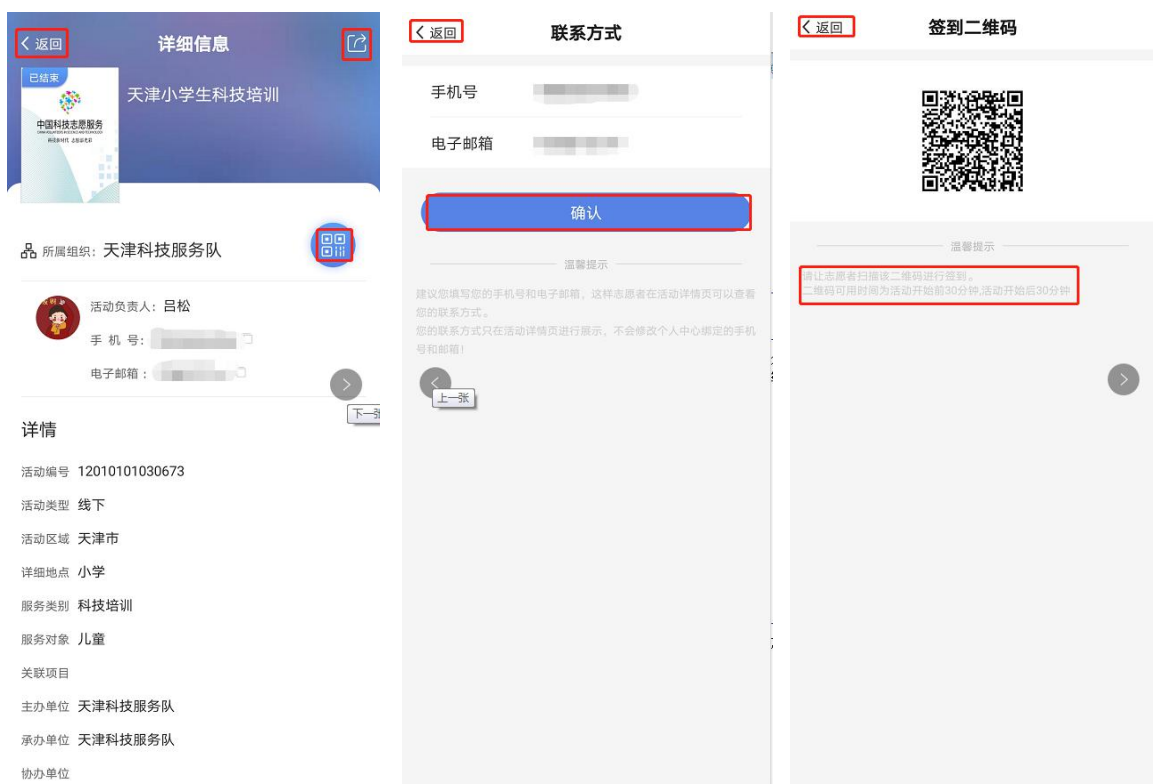 返回
详细信息
已结束
中国科技志愿服务
天津小学生科技培训
所属组织: 天津科技服务队
活动负责人: 吕松
手 机 号:
电子邮箱:
下一张
详情
活动编号 12010101030673
活动类型 线下
活动区域 天津市
详细地点 小学
服务类别 科技培训
服务对象 儿童
关联项目
主办单位 天津科技服务队
承办单位 天津科技服务队
协办单位
返回
联系方式
手机号
电子邮箱
确认
温馨提示
建议您填写您的手机号和电子邮箱，这样志愿者在活动详情页可以查看
您的联系方式。
您的联系方式只在活动详情页进行展示，不会修改个人中心绑定的手机
号和邮箱!
上一张
返回
签到二维码
温馨提示
请让志愿者扫描该二维码进行签到。
二维码可用时间为活动开始前30分钟,活动开始后30分钟